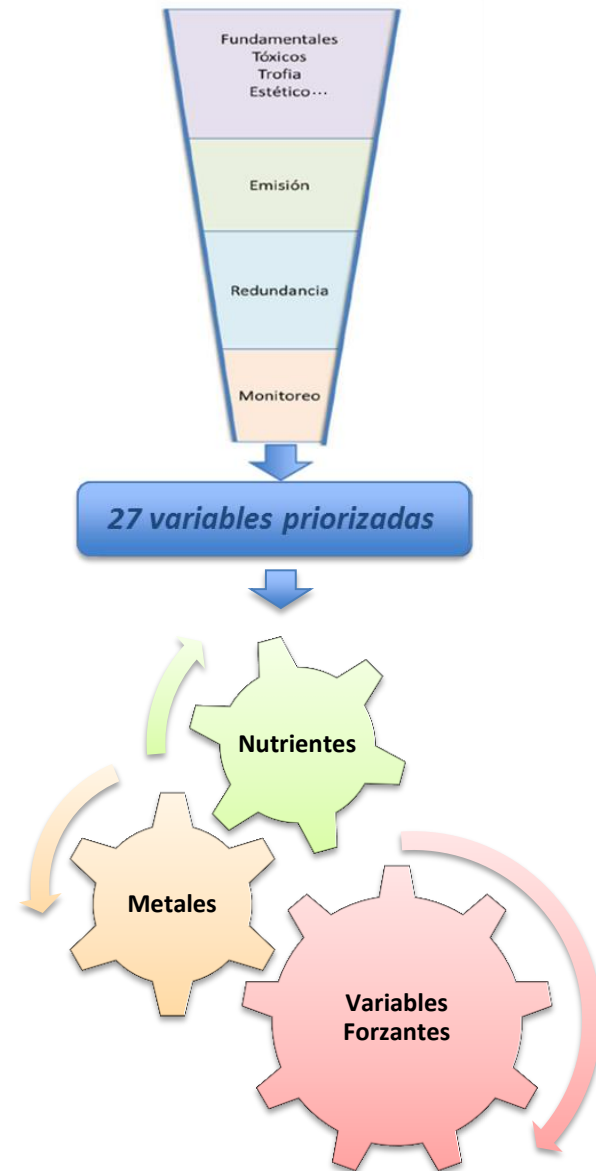 Fundamentales
Tóxicos
Trofia
Estético...
Emisión
Redundancia
Monitoreo
27 variables priorizadas
Nutrientes
Metales
Variables
Forzantes